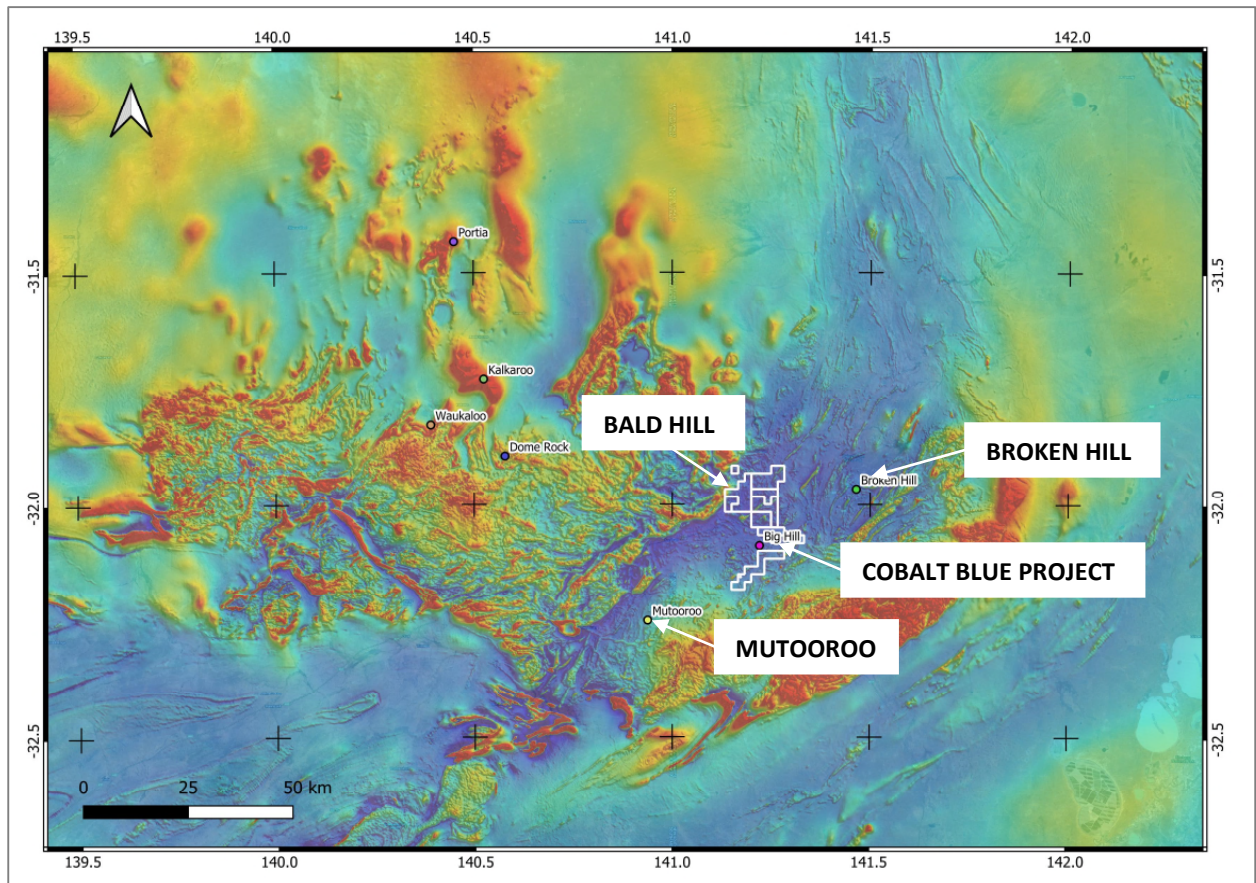 139.5 140.0 140.5 141.0 141.5 142.0
Portia
-31.5 -31.5
Kalkaroo
Waukaloo
BALD HILL
Dome Rock
BROKEN HILL
Broken Hill
-32.0 -32.0
Big Hill
COBALT BLUE PROJECT
Mutooroo
MUTOOROO
-32.5 -32.5
0 25 50 km
139.5 140.0 140.5 141.0 141.5 142.0